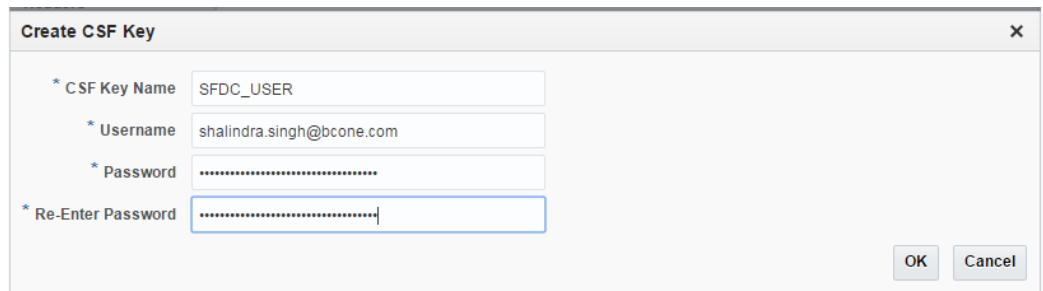 Create CSF Key ×
* CSF Key Name SFDC_USER
* Username shalindra.singh@bcone.com
* Password ••••••••••••••••••••••••••••••••••
* Re-Enter Password ••••••••••••••••••••••••••••••••••
OK Cancel